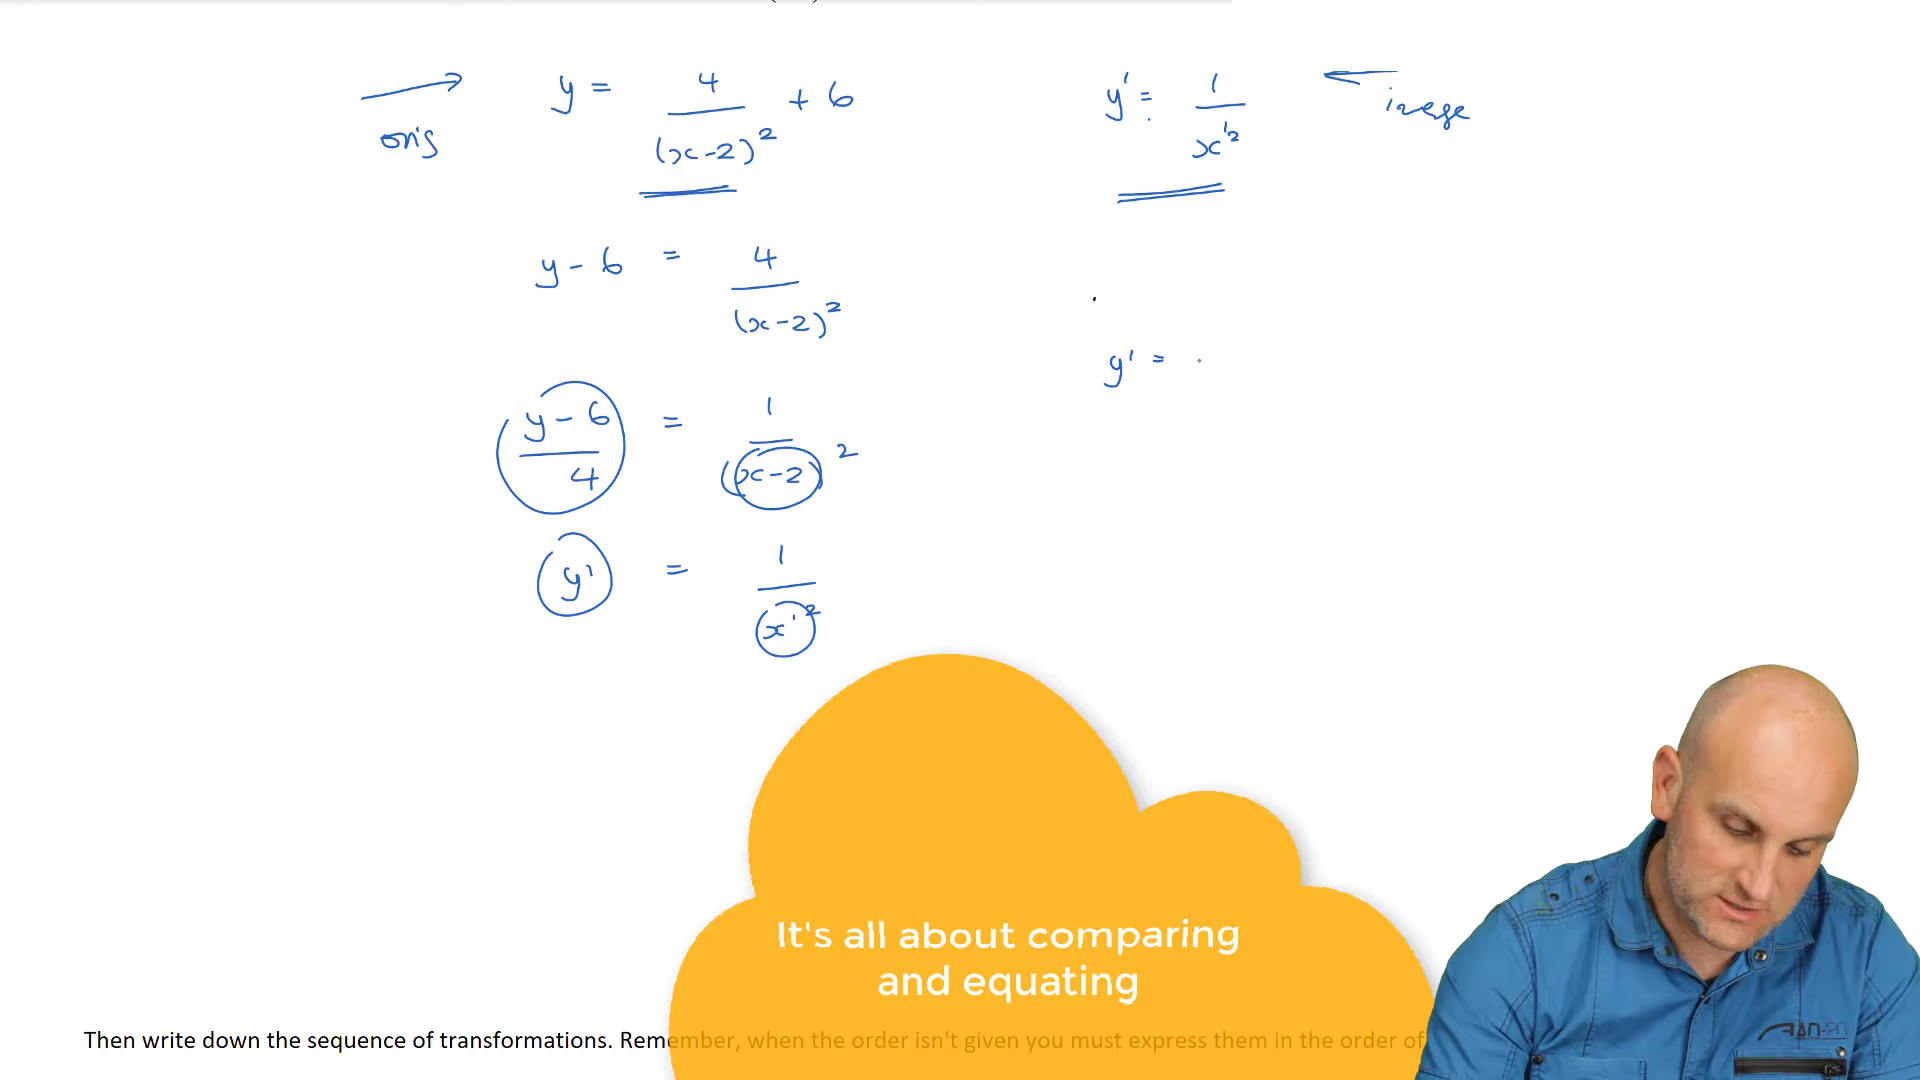 y = 4/(x-2)² + 6
y' = 1/x'²
image
y - 6 = 4/(x-2)²
y' =
(y-6)/4 = 1/(x-2)²
y' = 1/x'²
It's all about comparing
and equating
Then write down the sequence of transformations. Remember, when the order isn't given you must express them in the order of